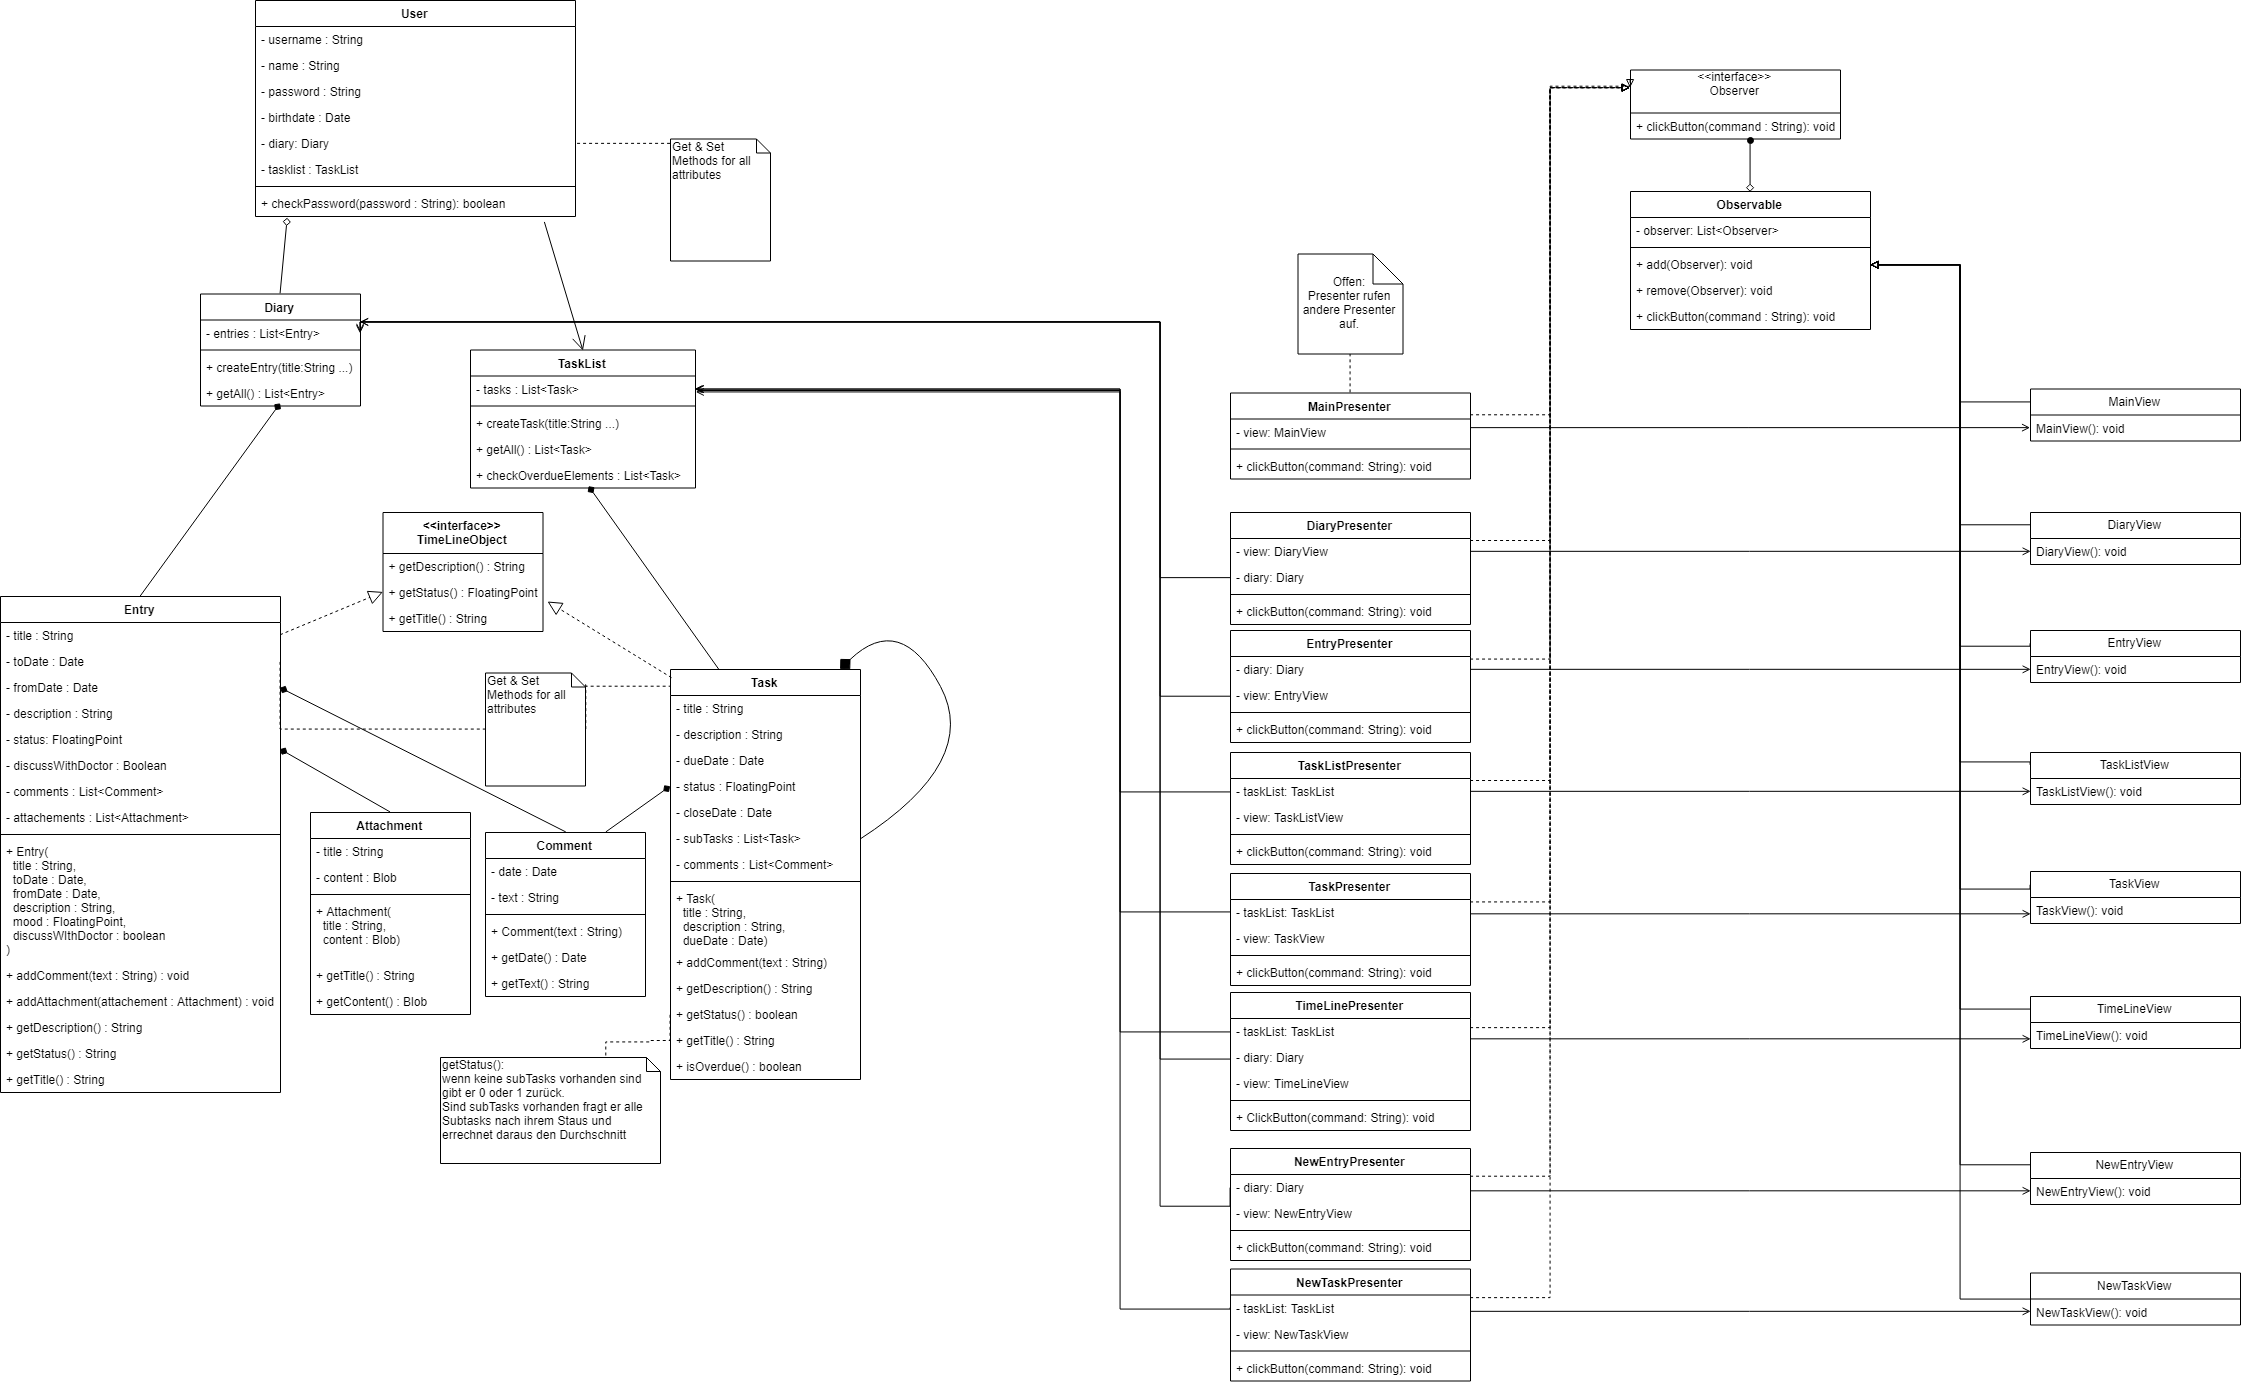 User
- username : String
- name : String
- password : String
- birthdate : Date
- diary: Diary
- tasklist : TaskList
+ checkPassword(password : String): boolean
Get & Set
Methods for all
attributes
Diary
- entries : List<Entry>
+ createEntry(title:String ...)
+ getAll() : List<Entry>
TaskList
- tasks : List<Task>
+ createTask(title:String ...)
+ getAll() : List<Task>
+ checkOverdueElements : List<Task>
<<interface>>
TimeLineObject
+ getDescription() : String
+ getStatus() : FloatingPoint
+ getTitle() : String
Entry
- title : String
- toDate : Date
- fromDate : Date
- description : String
- status: FloatingPoint
- discussWithDoctor : Boolean
- comments : List<Comment>
- attachements : List<Attachment>
+ Entry(
title : String,
toDate : Date,
fromDate : Date,
description : String,
mood : FloatingPoint,
discussWIthDoctor : boolean
)
+ addComment(text : String) : void
+ addAttachment(attachement : Attachment) : void
+ getDescription() : String
+ getStatus() : String
+ getTitle() : String
Get & Set
Methods for all
attributes
Attachment
- title : String
- content : Blob
+ Attachment(
title : String,
content : Blob)
+ getTitle() : String
+ getContent() : Blob
Comment
- date : Date
- text : String
+ Comment(text : String)
+ getDate() : Date
+ getText() : String
Task
- title : String
- description : String
- dueDate : Date
- status : FloatingPoint
- closeDate : Date
- subTasks : List<Task>
- comments : List<Comment>
+ Task(
title : String,
description : String,
dueDate : Date)
+ addComment(text : String)
+ getDescription() : String
+ getStatus() : boolean
+ getTitle() : String
+ isOverdue() : boolean
getStatus():
wenn keine subTasks vorhanden sind
gibt er 0 oder 1 zurück.
Sind subTasks vorhanden fragt er alle
Subtasks nach ihrem Staus und
errechnet daraus den Durchschnitt
<<interface>>
Observer
+ clickButton(command : String): void
Observable
- observer: List<Observer>
+ add(Observer): void
+ remove(Observer): void
+ clickButton(command : String): void
Offen:
Presenter rufen
andere Presenter
auf.
MainPresenter
- view: MainView
+ clickButton(command: String): void
DiaryPresenter
- view: DiaryView
- diary: Diary
+ clickButton(command: String): void
EntryPresenter
- diary: Diary
- view: EntryView
+ clickButton(command: String): void
TaskListPresenter
- taskList: TaskList
- view: TaskListView
+ clickButton(command: String): void
TaskPresenter
- taskList: TaskList
- view: TaskView
+ clickButton(command: String): void
TimeLinePresenter
- taskList: TaskList
- diary: Diary
- view: TimeLineView
+ ClickButton(command: String): void
NewEntryPresenter
- diary: Diary
- view: NewEntryView
+ clickButton(command: String): void
NewTaskPresenter
- taskList: TaskList
- view: NewTaskView
+ clickButton(command: String): void
MainView
MainView(): void
DiaryView
DiaryView(): void
EntryView
EntryView(): void
TaskListView
TaskListView(): void
TaskView
TaskView(): void
TimeLineView
TimeLineView(): void
NewEntryView
NewEntryView(): void
NewTaskView
NewTaskView(): void